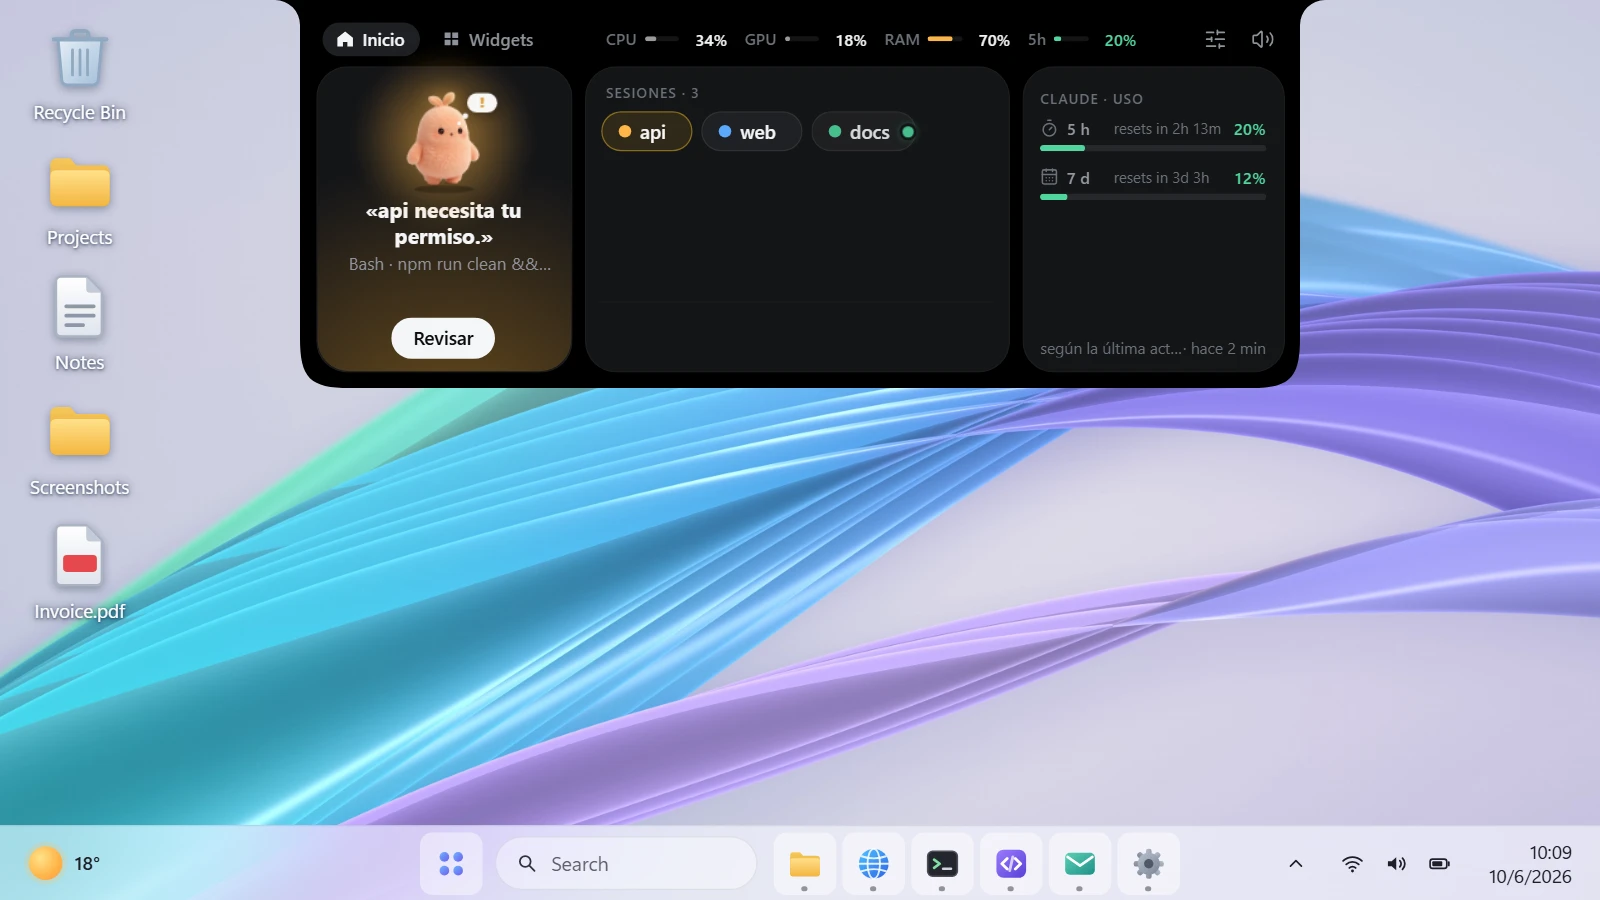 Inicio
Widgets
CPU 34% GPU 18% RAM 70% 5h 20%
!
«api necesita tu
permiso.»
Bash · npm run clean &&...
Revisar
SESIONES · 3
api
web
docs
CLAUDE · USO
5 h resets in 2h 13m 20%
7 d resets in 3d 3h 12%
según la última act...· hace 2 min
Recycle Bin
Projects
Notes
Screenshots
Invoice.pdf
18°
Search
10:09
10/6/2026